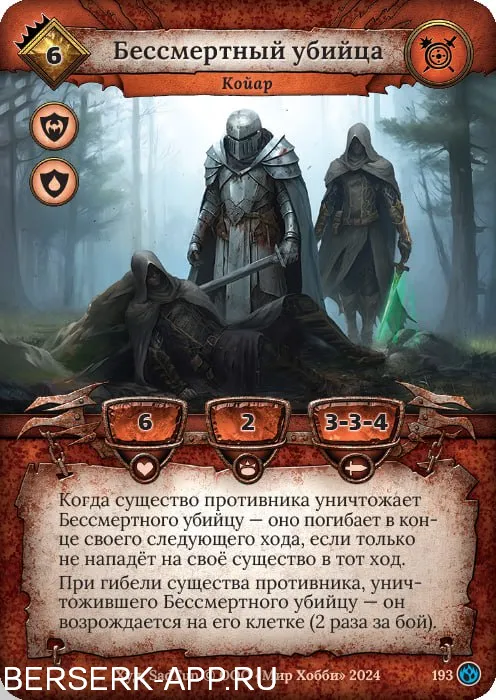 6
Бессмертный убийца
Койар
6
2
3-3-4
Когда существо противника уничтожает
Бессмертного убийцу — оно погибает в кон-
це своего следующего хода, если только
не нападёт на своё существо в тот ход.
При гибели существа противника, унич-
тожившего Бессмертного убийцу — он
возрождается на его клетке (2 раза за бой).
© ООО «Мир Хобби» 2024
193
BERSERK-APP.RU